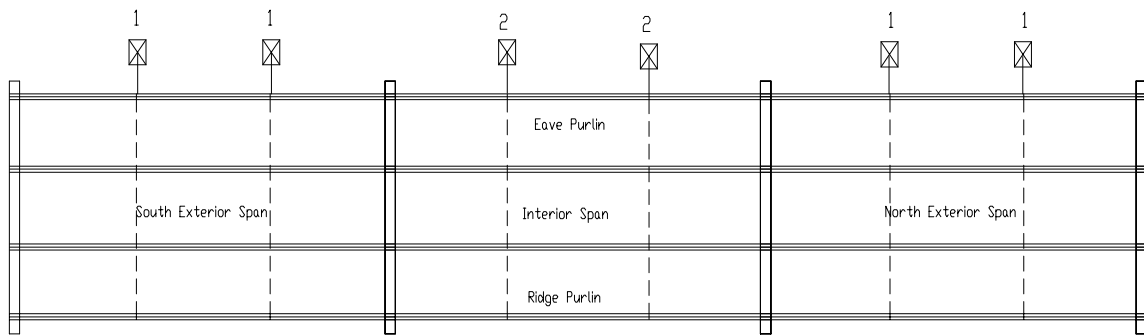 1 1 2 2 1 1
Eave Purlin
South Exterior Span Interior Span North Exterior Span
Ridge Purlin